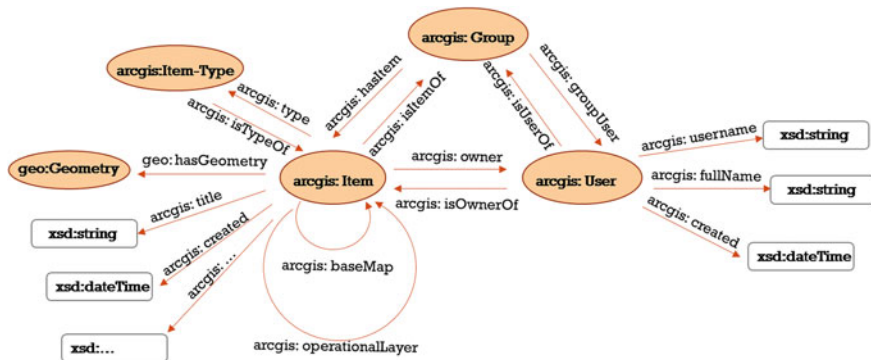 arcgis: Group
arcgis:Item-Type
arcgis: type
arcgis: isTypeOf
arcgis: hasItem
arcgis: isItemOf
arcgis: isUserOf
arcgis: groupUser
geo:Geometry
geo: hasGeometry
arcgis: Item
arcgis: owner
arcgis: isOwnerOf
arcgis: User
arcgis: username
xsd:string
arcgis: fullName
xsd:string
arcgis: created
xsd:dateTime
arcgis: title
xsd:string
arcgis: created
xsd:dateTime
arcgis: ...
xsd:...
arcgis: baseMap
arcgis: operationalLayer